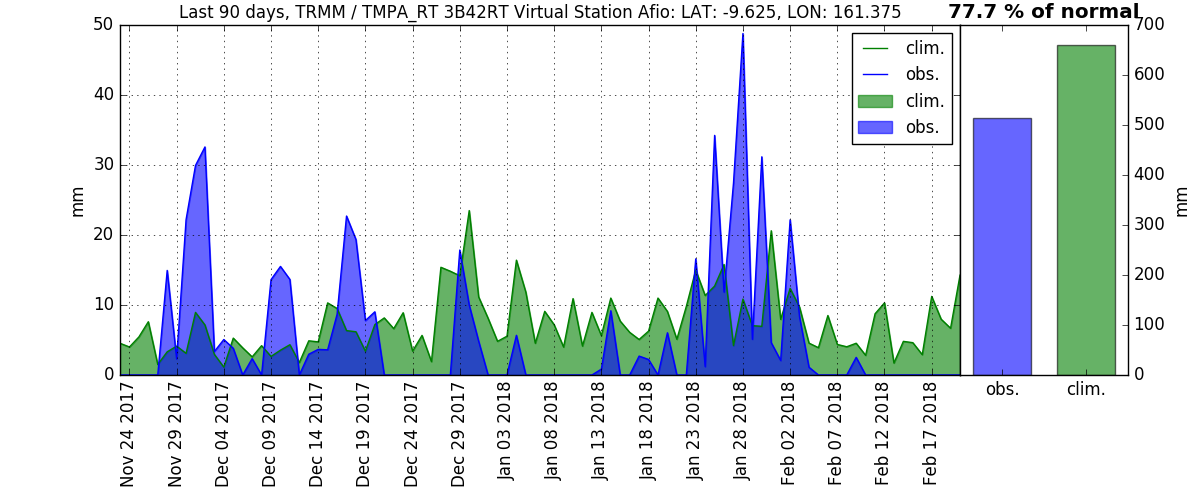 Last 90 days, TRMM / TMPA_RT 3B42RT Virtual Station Afio: LAT: -9.625, LON: 161.375
77.7 % of normal
50
40
30
20
10
0
mm
clim.
obs.
clim.
obs.
700
600
500
400
300
200
100
0
mm
Nov 24 2017
Nov 29 2017
Dec 04 2017
Dec 09 2017
Dec 14 2017
Dec 19 2017
Dec 24 2017
Dec 29 2017
Jan 03 2018
Jan 08 2018
Jan 13 2018
Jan 18 2018
Jan 23 2018
Jan 28 2018
Feb 02 2018
Feb 07 2018
Feb 12 2018
Feb 17 2018
obs.
clim.